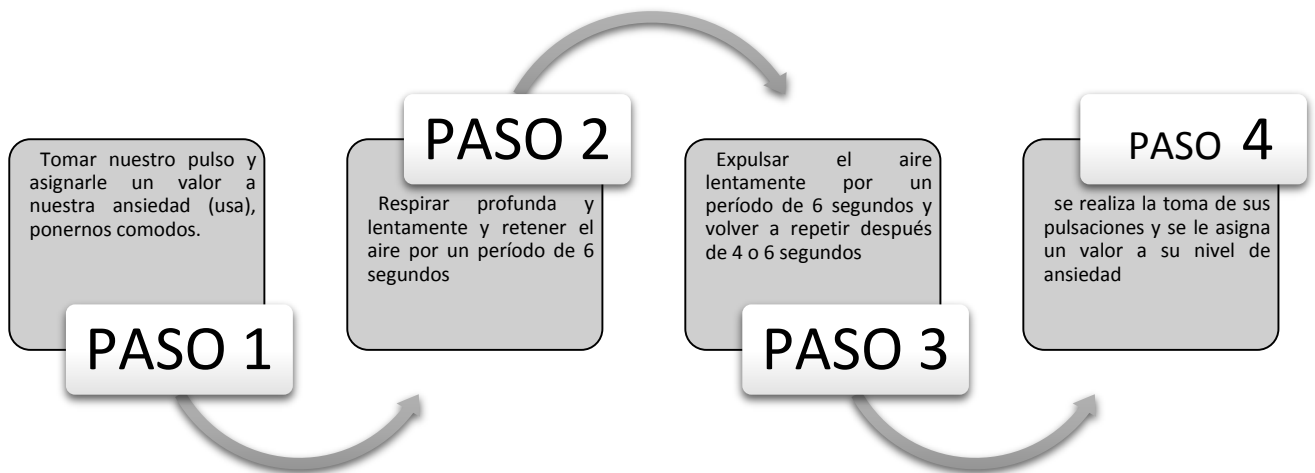 Tomar nuestro pulso y
asignarle un valor a
nuestra ansiedad (usa),
ponernos comodos.
PASO 1
PASO 2
Respirar profunda y
lentamente y retener el
aire por un período de 6
segundos
Expulsar el aire
lentamente por un
período de 6 segundos y
volver a repetir después
de 4 o 6 segundos
PASO 3
PASO 4
se realiza la toma de sus
pulsaciones y se le asigna
un valor a su nivel de
ansiedad